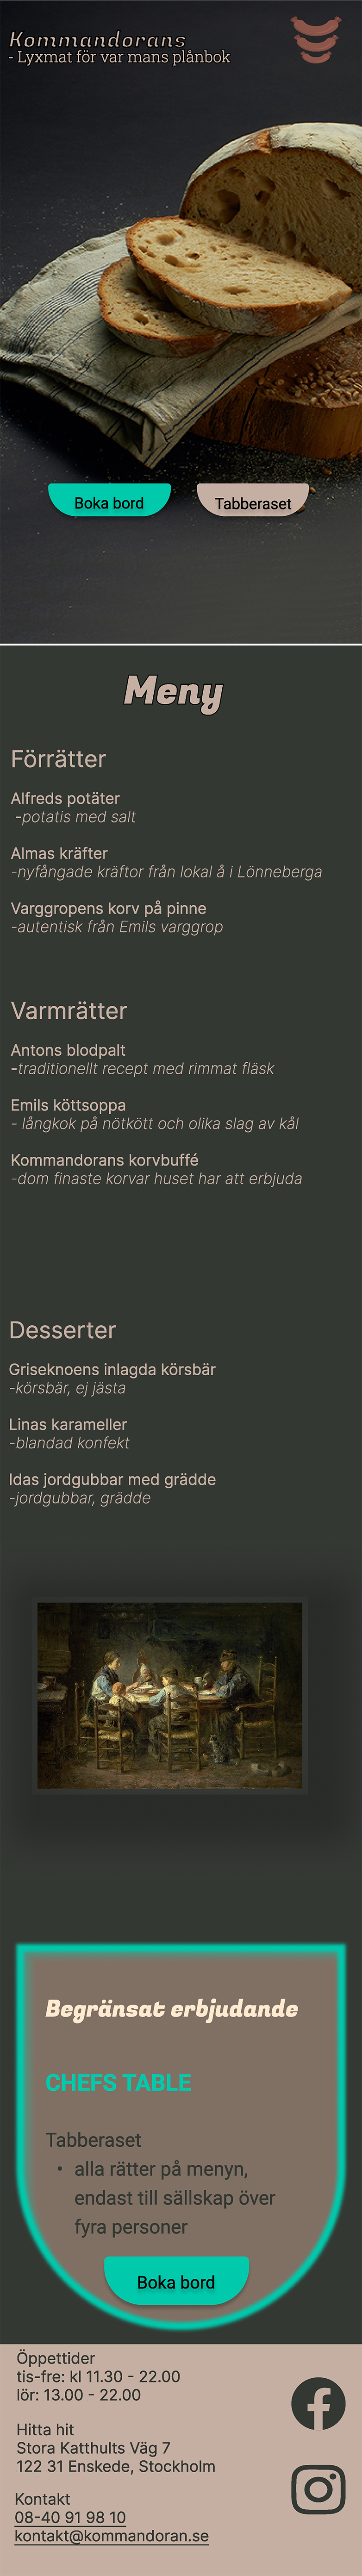 Kommandorans
- Lyxmat för var mans plånbok
Boka bord
Tabberaset
Meny
Förrätter
Alfreds potäter
-potatis med salt
Almas kräfter
-nyfångade kräftor från lokal å i Lönneberga
Varggropens korv på pinne
-autentisk från Emils varggrop
Varmrätter
Antons blodpalt
-traditionellt recept med rimmat fläsk
Emils köttsoppa
- långkok på nötkött och olika slag av kål
Kommandorans korvbuffé
-dom finaste korvar huset har att erbjuda
Desserter
Griseknoens inlagda körsbär
-körsbär, ej jästa
Linas karameller
-blandad konfekt
Idas jordgubbar med grädde
-jordgubbar, grädde
Begränsat erbjudande
CHEFS TABLE
Tabberaset
• alla rätter på menyn,
endast till sällskap över
fyra personer
Boka bord
Öppettider
tis-fre: kl 11.30 - 22.00
lör: 13.00 - 22.00
Hitta hit
Stora Katthults Väg 7
122 31 Enskede, Stockholm
Kontakt
08-40 91 98 10
kontakt@kommandoran.se